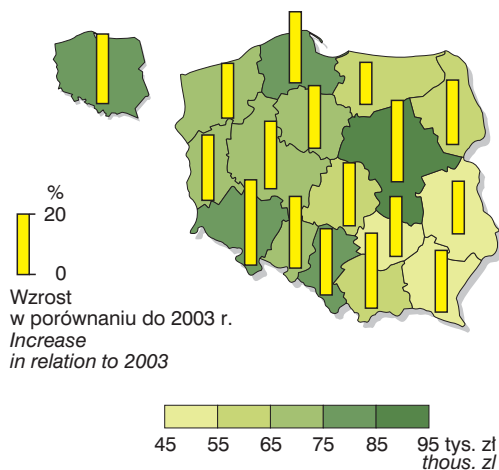 %
20
0
Wzrost
w porównaniu do 2003 r.
Increase
in relation to 2003
45 55 65 75 85 95 tys. zł
thous. zl